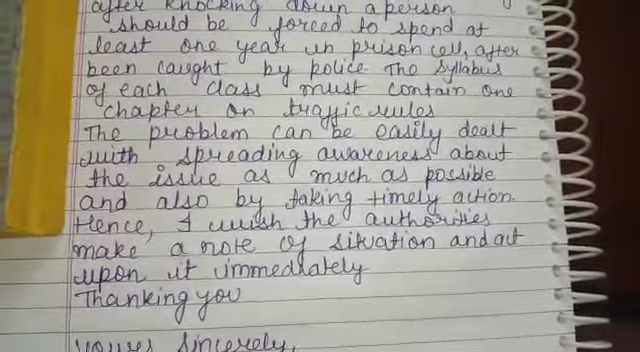 after knocking down a person
should be forced to spend at
least one year in prison cell, after
been caught by police. The syllabus
of each class must contain one
chapter on traffic rules
The problem can be easily dealt
with spreading awareness about
the issue as much as possible
and also by taking timely action.
Hence, I wish the authorities
make a note of situation and act
upon it immediately
Thanking you
yours sincerely,